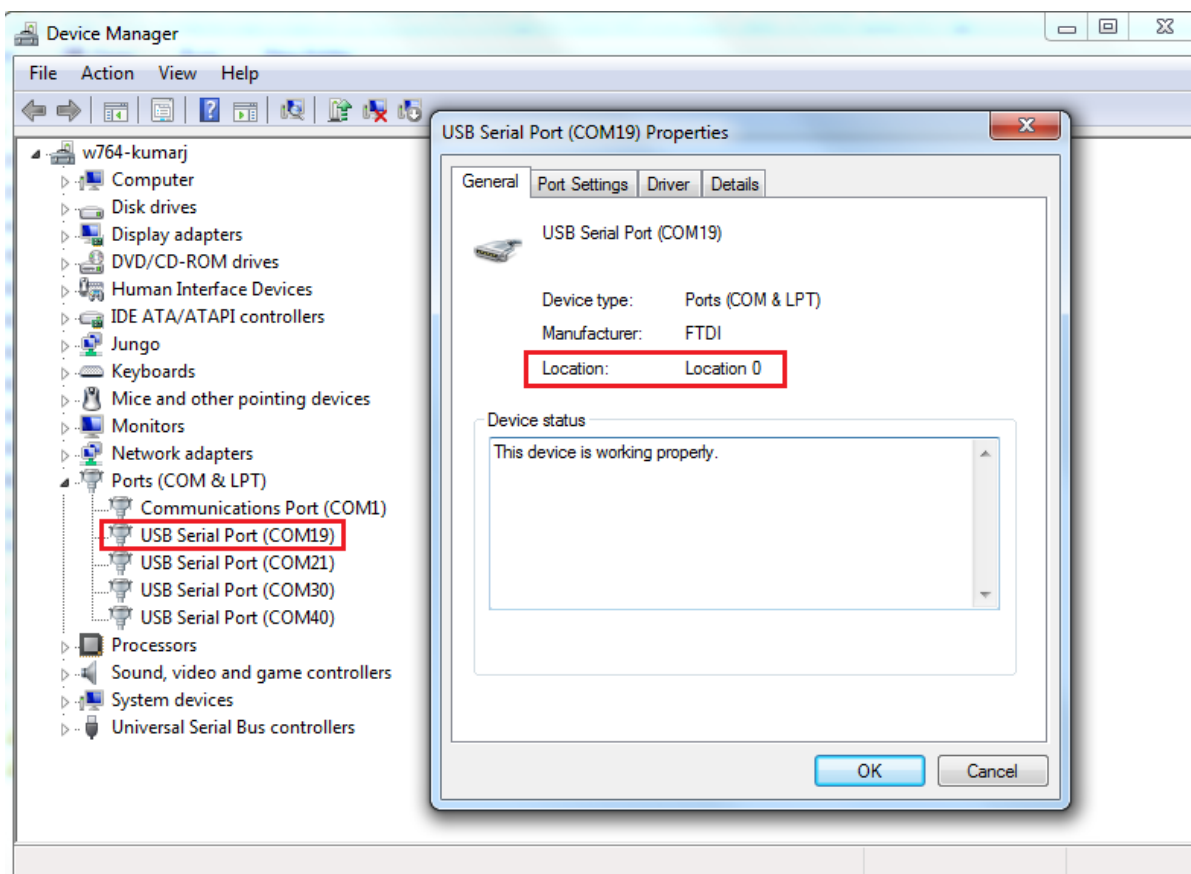 Device Manager
File Action View Help
w764-kumarj
Computer
Disk drives
Display adapters
DVD/CD-ROM drives
Human Interface Devices
IDE ATA/ATAPI controllers
Jungo
Keyboards
Mice and other pointing devices
Monitors
Network adapters
Ports (COM & LPT)
Communications Port (COM1)
USB Serial Port (COM19)
USB Serial Port (COM21)
USB Serial Port (COM30)
USB Serial Port (COM40)
Processors
Sound, video and game controllers
System devices
Universal Serial Bus controllers
USB Serial Port (COM19) Properties
General Port Settings Driver Details
USB Serial Port (COM19)
Device type: Ports (COM & LPT)
Manufacturer: FTDI
Location: Location 0
Device status
This device is working properly.
OK Cancel